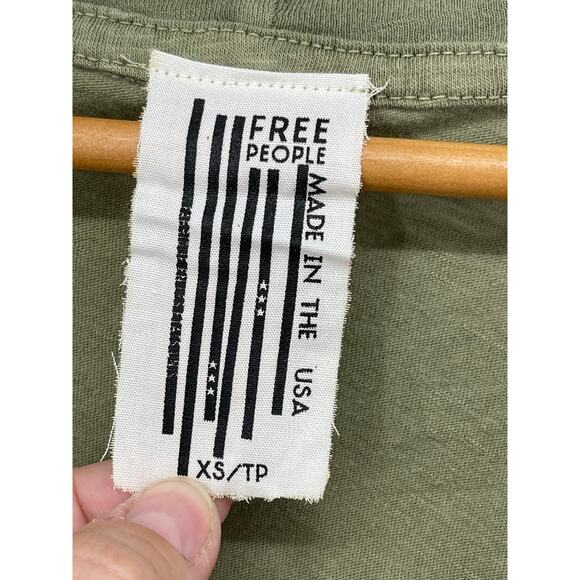 FREE
PEOPLE
MADE IN THE USA
XS/TP